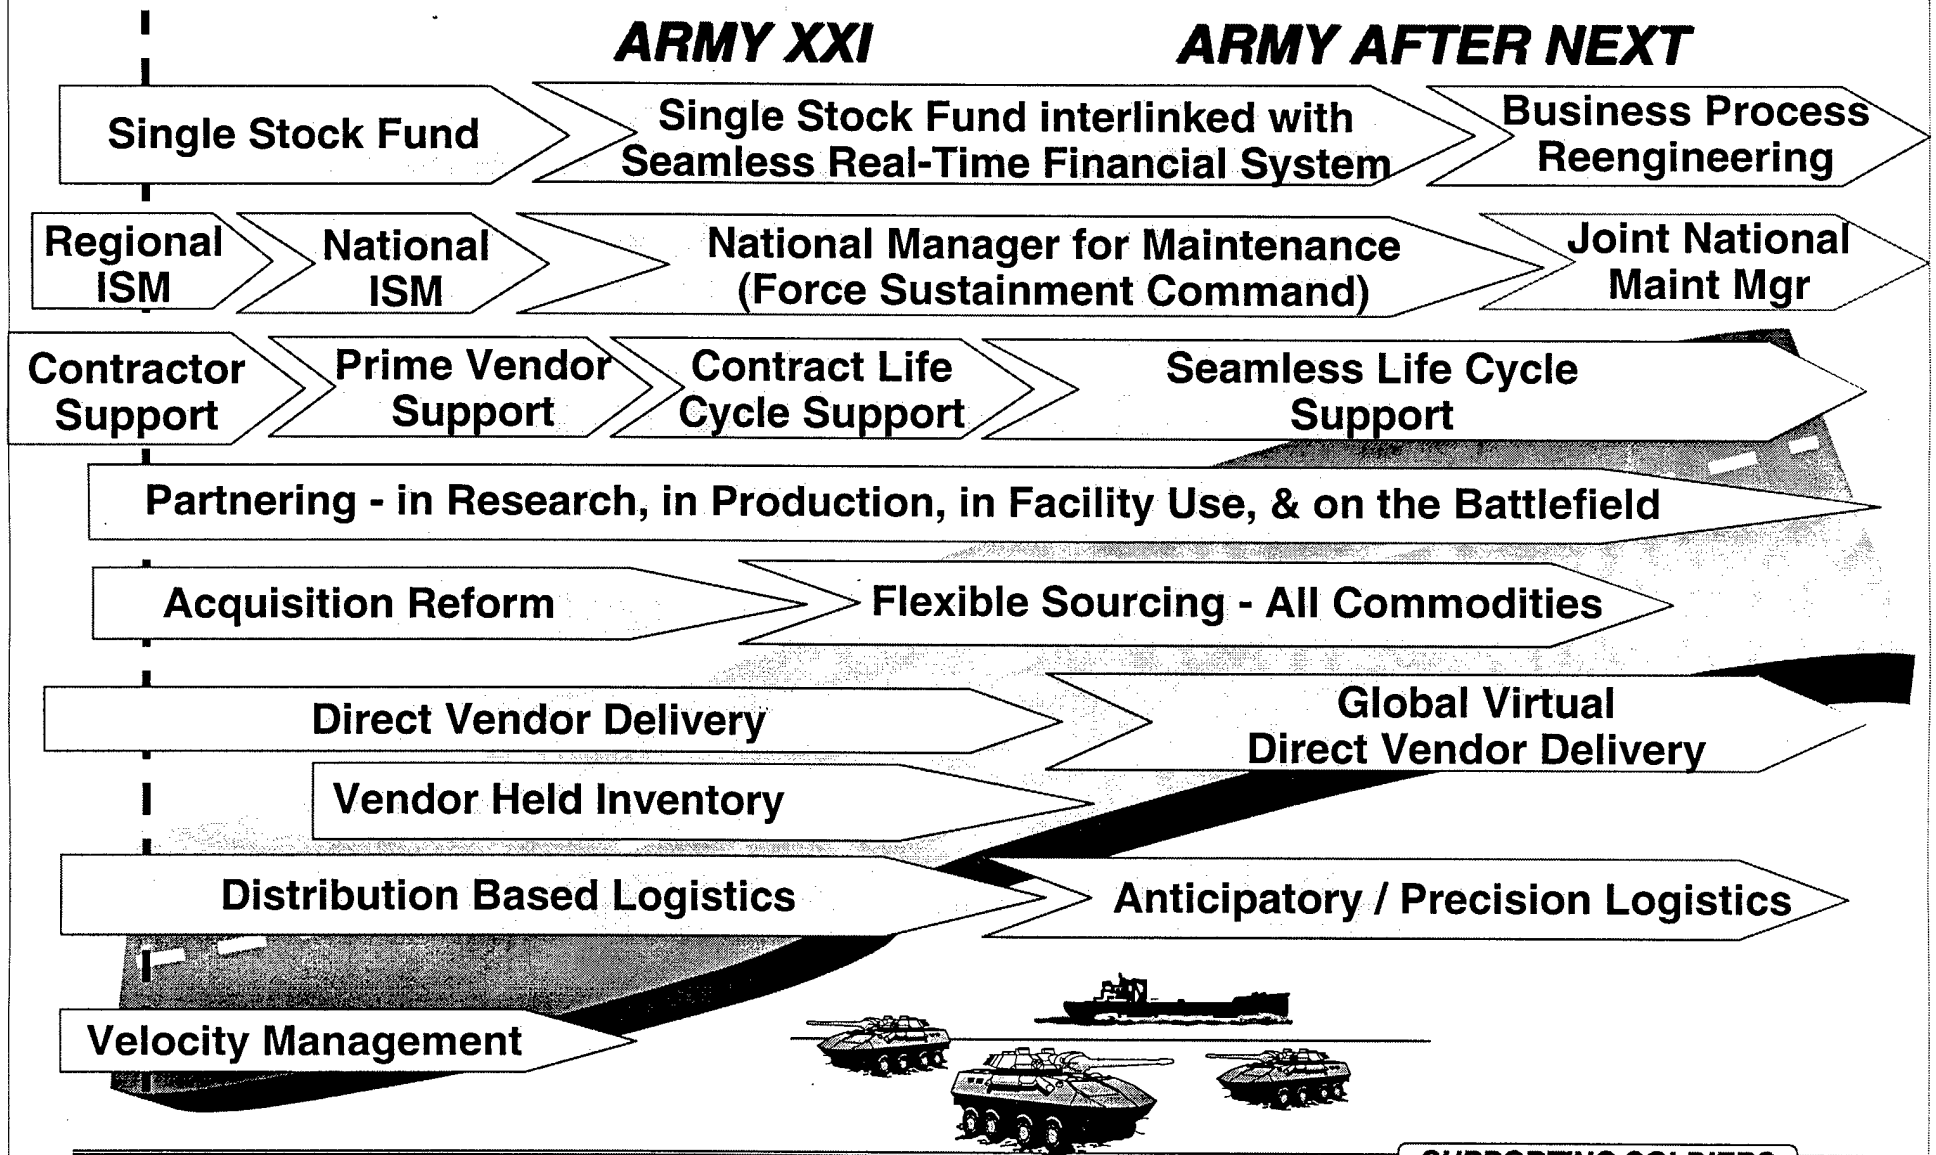 ARMY XXI
ARMY AFTER NEXT
Single Stock Fund
Single Stock Fund interlinked with
Seamless Real-Time Financial System
Business Process
Reengineering
Regional
ISM
National
ISM
National Manager for Maintenance
(Force Sustainment Command)
Joint National
Maint Mgr
Contractor
Support
Prime Vendor
Support
Contract Life
Cycle Support
Seamless Life Cycle
Support
Partnering - in Research, in Production, in Facility Use, & on the Battlefield
Acquisition Reform
Flexible Sourcing - All Commodities
Direct Vendor Delivery
Global Virtual
Direct Vendor Delivery
Vendor Held Inventory
Distribution Based Logistics
Anticipatory / Precision Logistics
Velocity Management
SUPPORTING SOLDIERS